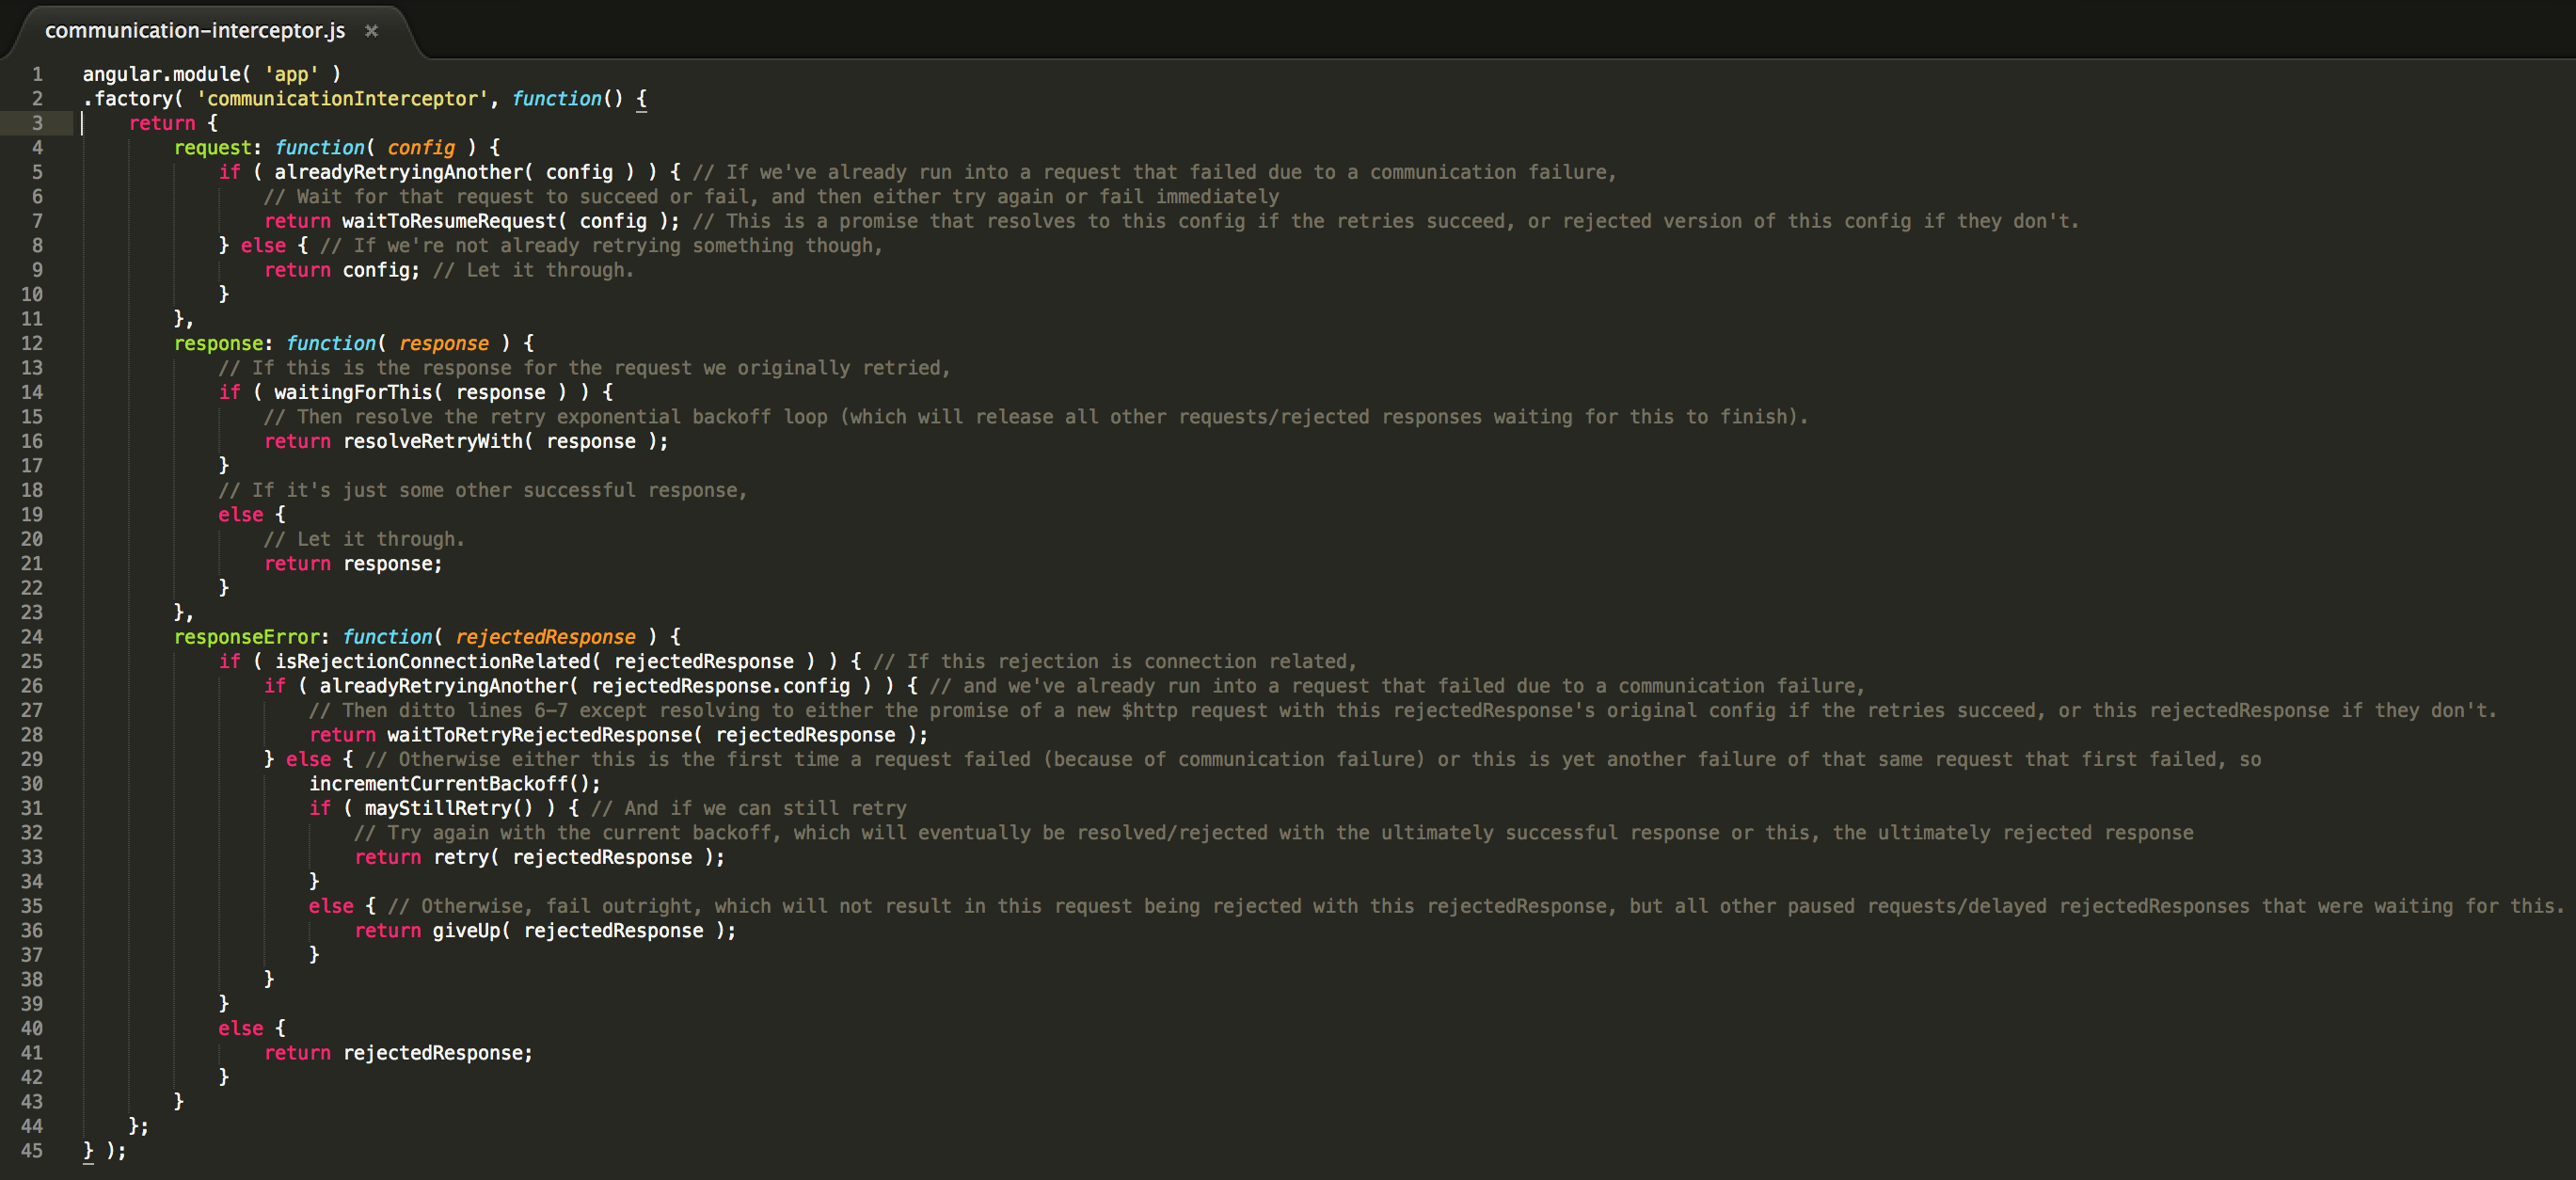 communication-interceptor.js ×
1 angular.module( 'app' )
2 .factory( 'communicationInterceptor', function() {
3     return {
4         request: function( config ) {
5             if ( alreadyRetryingAnother( config ) ) { // If we've already run into a request that failed due to a communication failure,
6                 // Wait for that request to succeed or fail, and then either try again or fail immediately
7                 return waitToResumeRequest( config ); // This is a promise that resolves to this config if the retries succeed, or rejected version of this config if they don't.
8             } else { // If we're not already retrying something though,
9                 return config; // Let it through.
10             }
11         },
12         response: function( response ) {
13             // If this is the response for the request we originally retried,
14             if ( waitingForThis( response ) ) {
15                 // Then resolve the retry exponential backoff loop (which will release all other requests/rejected responses waiting for this to finish).
16                 return resolveRetryWith( response );
17             }
18             // If it's just some other successful response,
19             else {
20                 // Let it through.
21                 return response;
22             }
23         },
24         responseError: function( rejectedResponse ) {
25             if ( isRejectionConnectionRelated( rejectedResponse ) ) { // If this rejection is connection related,
26                 if ( alreadyRetryingAnother( rejectedResponse.config ) ) { // and we've already run into a request that failed due to a communication failure,
27                     // Then ditto lines 6-7 except resolving to either the promise of a new $http request with this rejectedResponse's original config if the retries succeed, or this rejectedResponse if they don't.
28                     return waitToRetryRejectedResponse( rejectedResponse );
29                 } else { // Otherwise either this is the first time a request failed (because of communication failure) or this is yet another failure of that same request that first failed, so
30                     incrementCurrentBackoff();
31                     if ( mayStillRetry() ) { // And if we can still retry
32                         // Try again with the current backoff, which will eventually be resolved/rejected with the ultimately successful response or this, the ultimately rejected response
33                         return retry( rejectedResponse );
34                     }
35                     else { // Otherwise, fail outright, which will not result in this request being rejected with this rejectedResponse, but all other paused requests/delayed rejectedResponses that were waiting for this.
36                         return giveUp( rejectedResponse );
37                     }
38                 }
39             }
40             else {
41                 return rejectedResponse;
42             }
43         }
44     };
45 } );